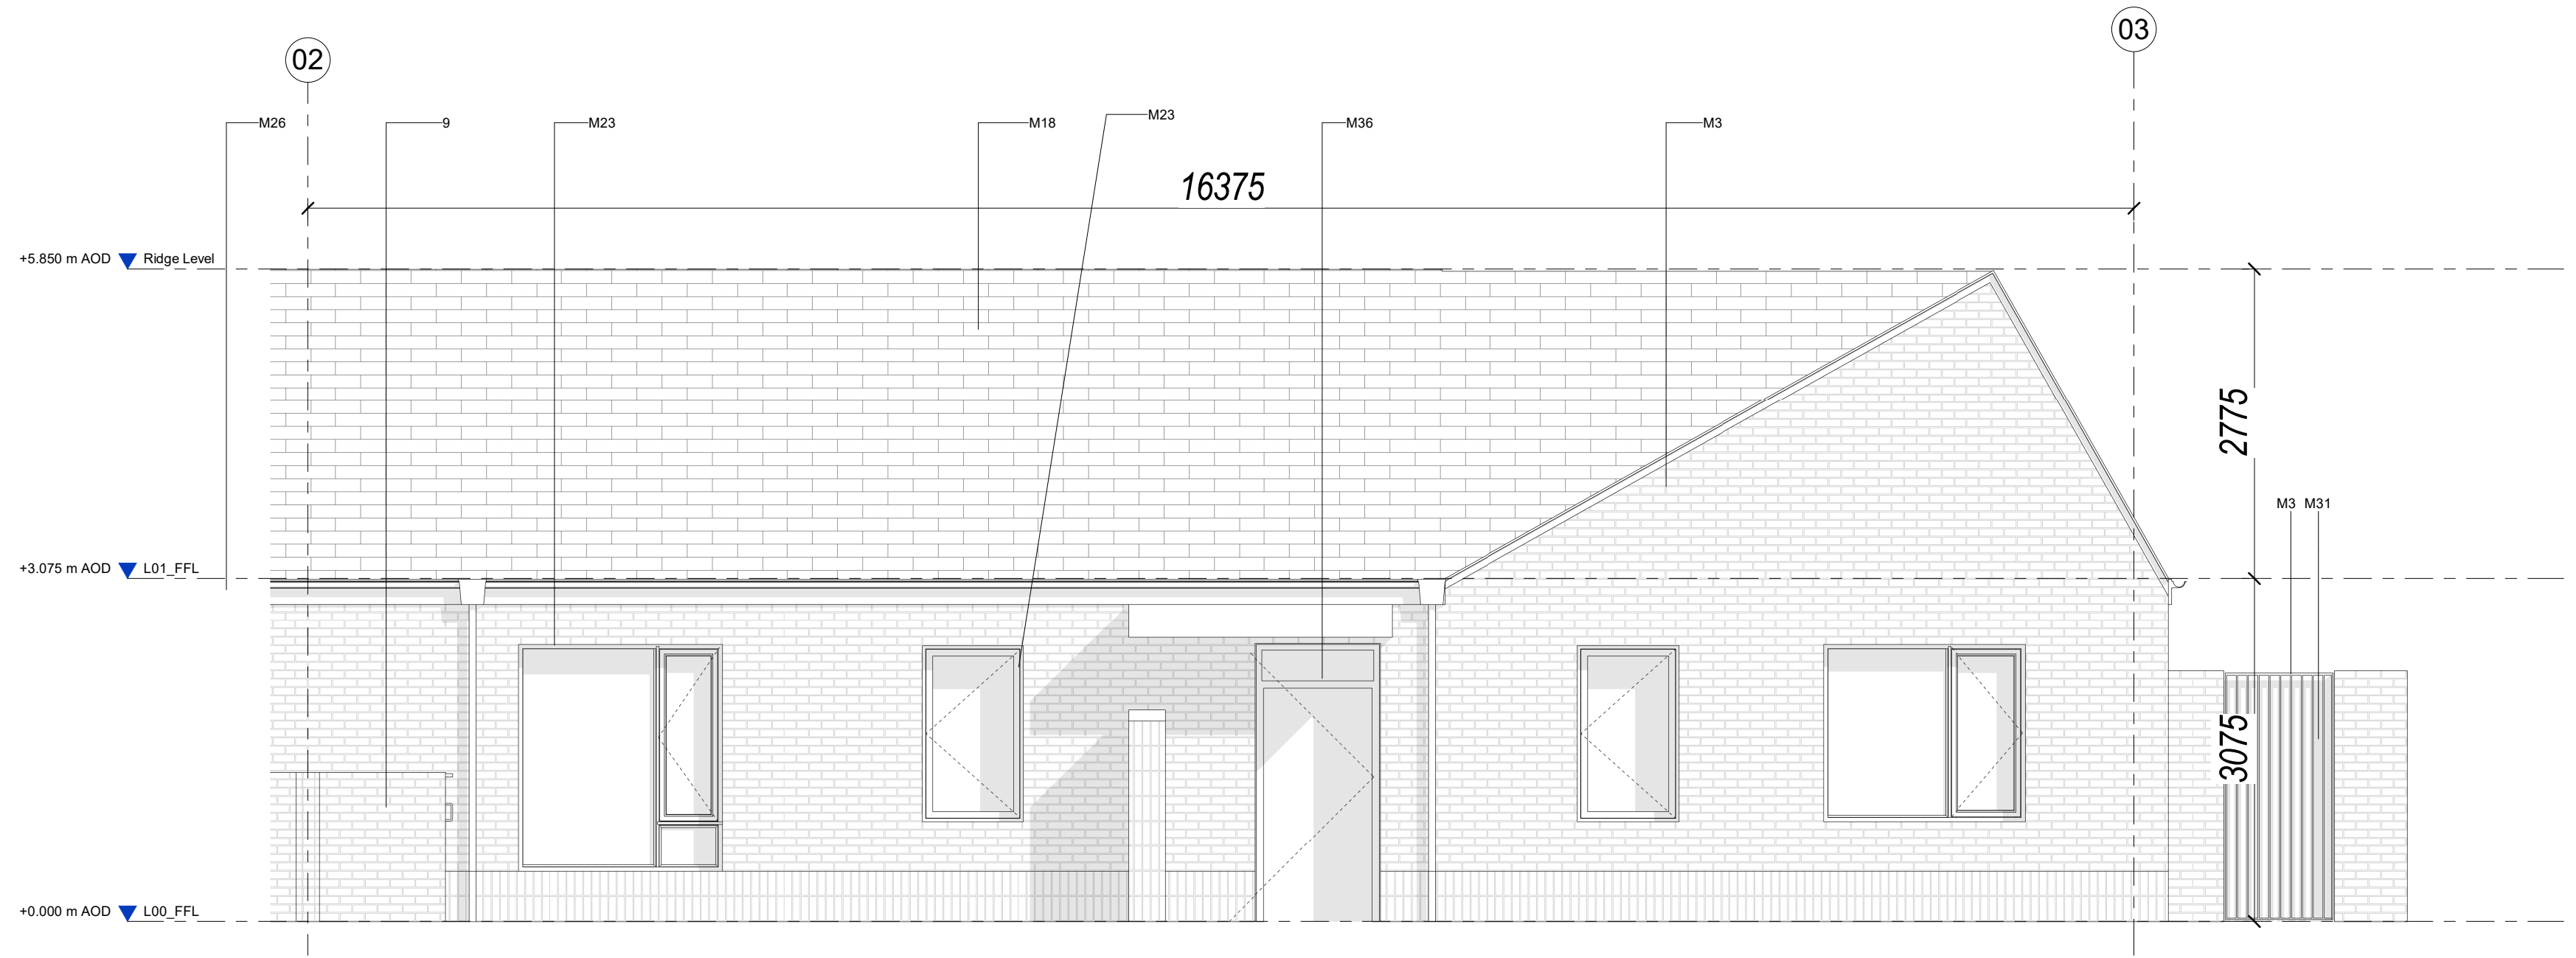 03
02
M26
9
M23
M18
M23
M36
M3
16375
+5.850 m AOD Ridge Level
2775
M3 M31
+3.075 m AOD L01_FFL
3075
+0.000 m AOD L00_FFL